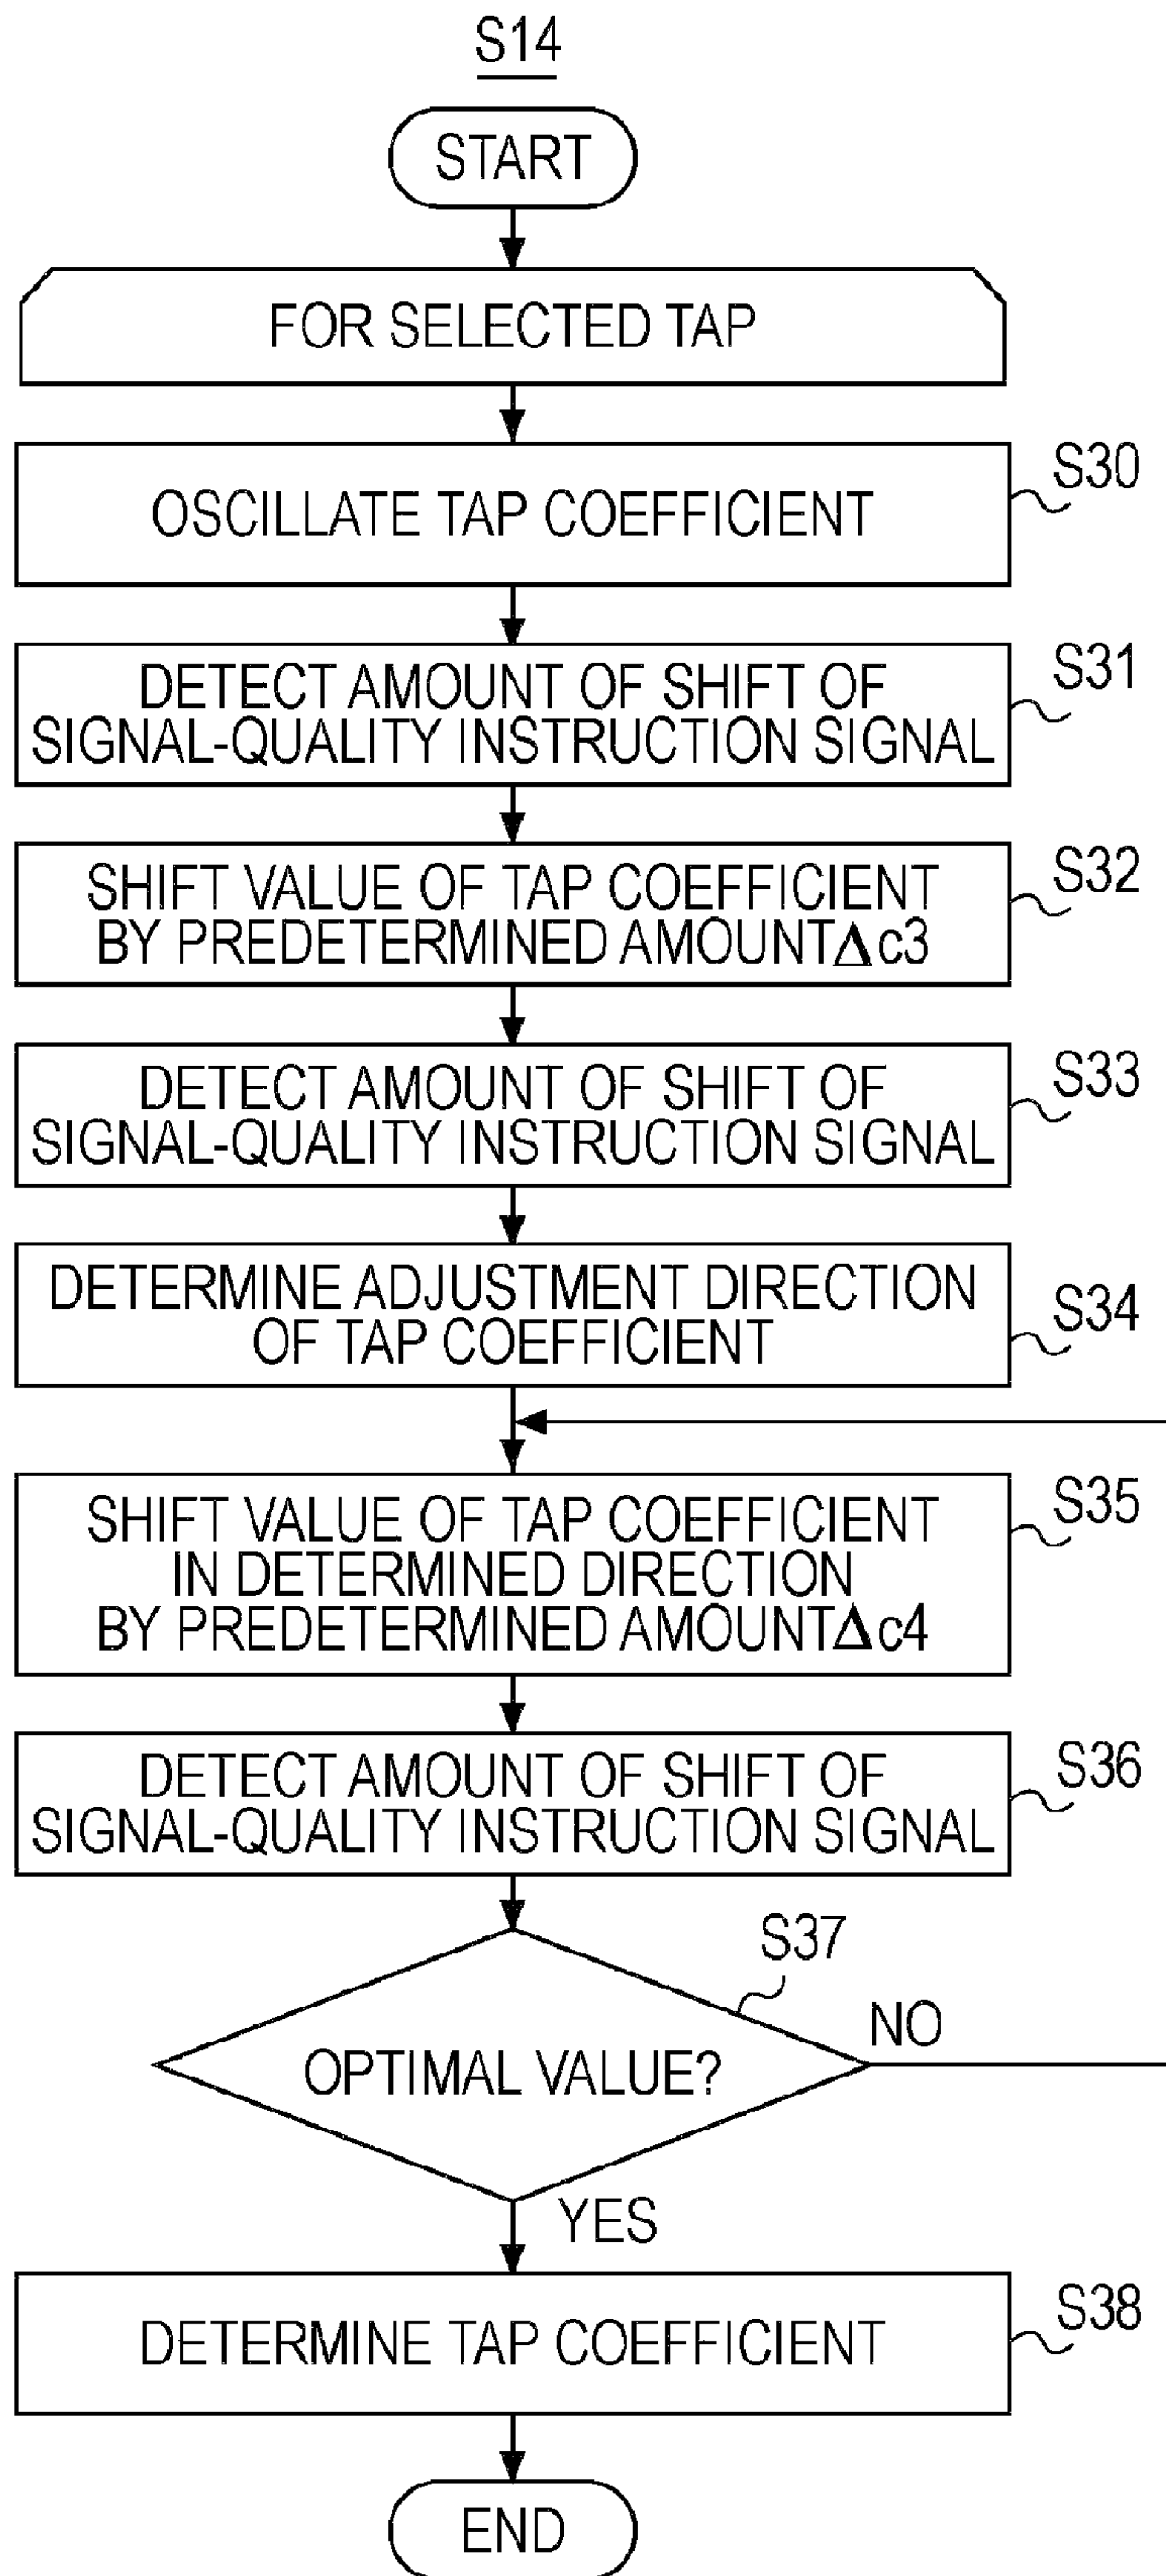 S14
START
FOR SELECTED TAP
OSCILLATE TAP COEFFICIENT
S30
DETECT AMOUNT OF SHIFT OF
SIGNAL-QUALITY INSTRUCTION SIGNAL
S31
SHIFT VALUE OF TAP COEFFICIENT
BY PREDETERMINED AMOUNTΔc3
S32
DETECT AMOUNT OF SHIFT OF
SIGNAL-QUALITY INSTRUCTION SIGNAL
S33
DETERMINE ADJUSTMENT DIRECTION
OF TAP COEFFICIENT
S34
SHIFT VALUE OF TAP COEFFICIENT
IN DETERMINED DIRECTION
BY PREDETERMINED AMOUNTΔc4
S35
DETECT AMOUNT OF SHIFT OF
SIGNAL-QUALITY INSTRUCTION SIGNAL
S36
S37
OPTIMAL VALUE?
NO
YES
DETERMINE TAP COEFFICIENT
S38
END